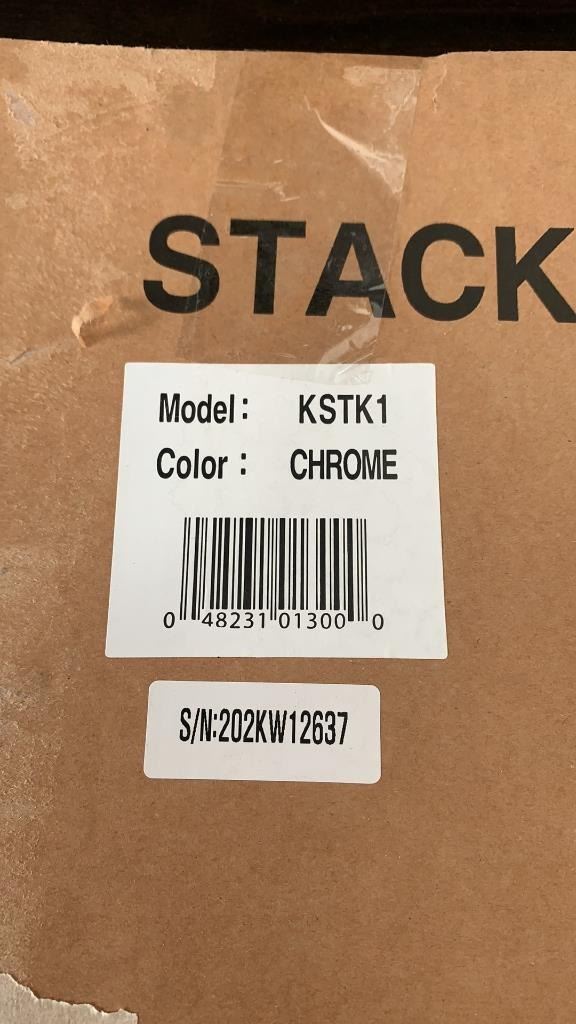 STACK
Model: KSTK1
Color : CHROME
0 48231 01300 0
S/N:202KW12637